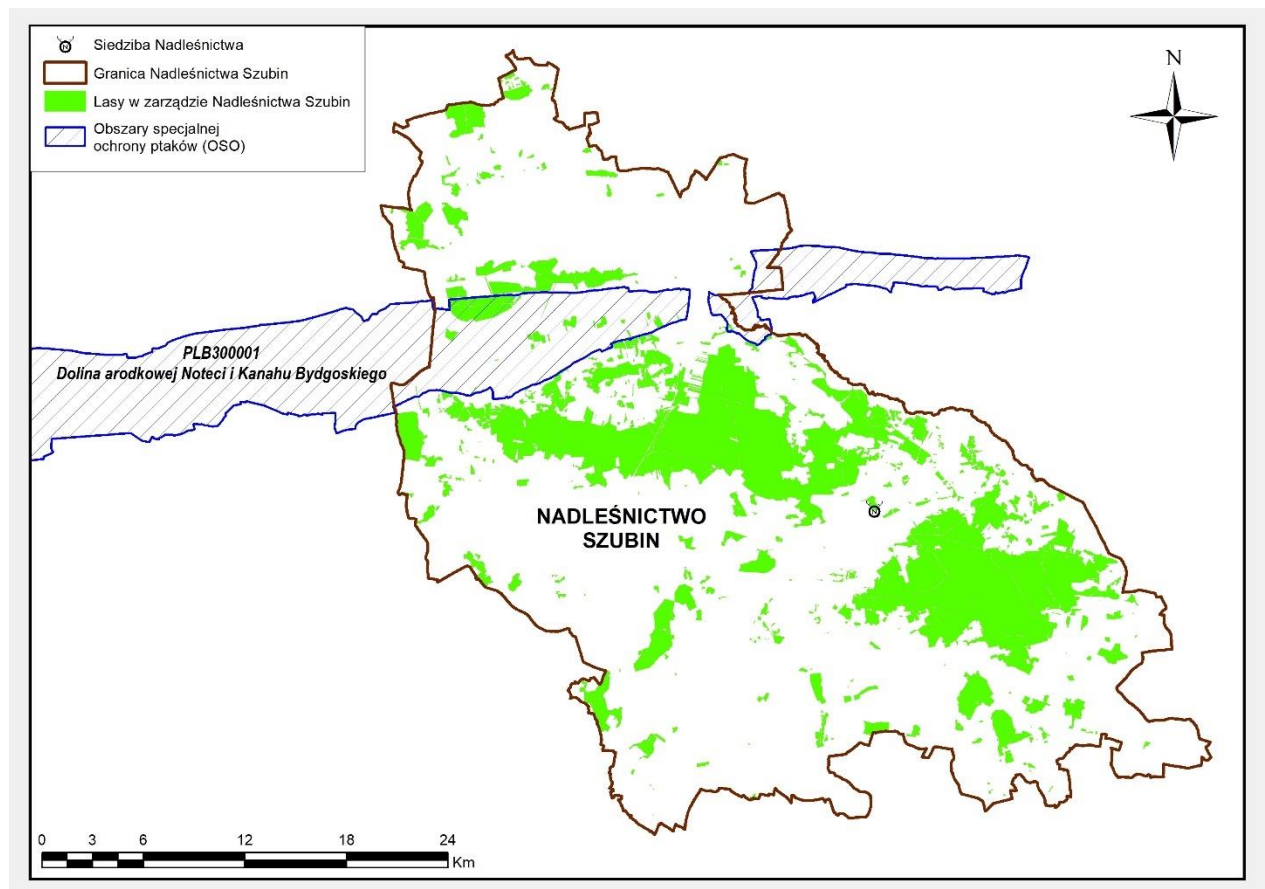 Siedziba Nadleśnictwa
Granica Nadleśnictwa Szubin
Lasy w zarządzie Nadleśnictwa Szubin
Obszary specjalnej
ochrony ptaków (OSO)
N
PLB300001
Dolina arodkowej Noteci i Kanahu Bydgoskiego
N
NADLEŚNICTWO
SZUBIN
0 3 6 12 18 24
Km